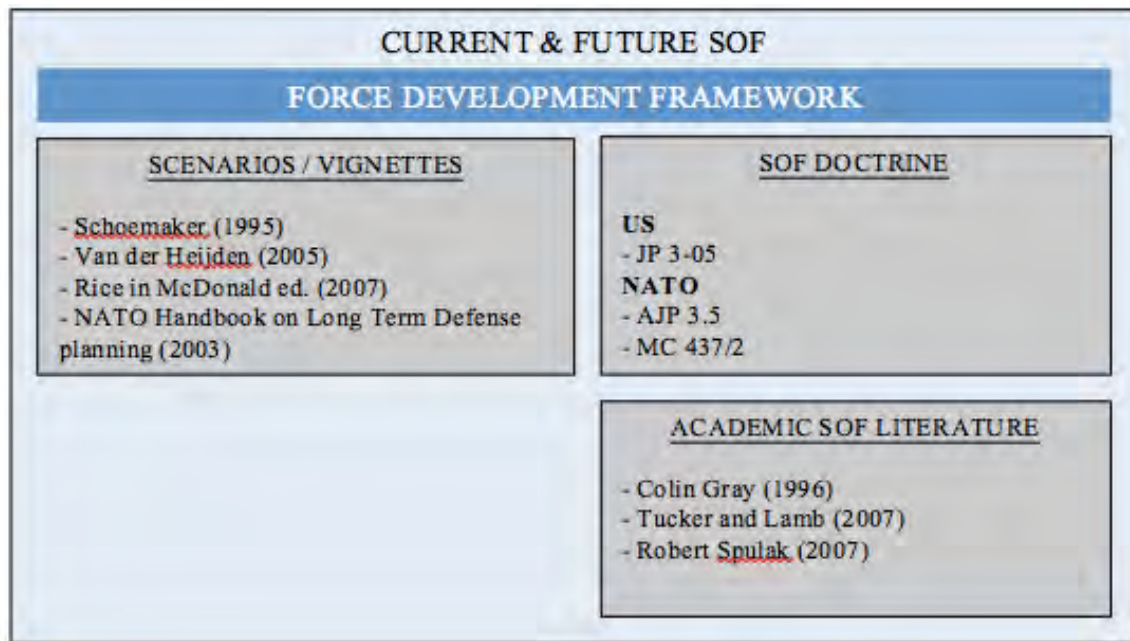 CURRENT & FUTURE SOF
FORCE DEVELOPMENT FRAMEWORK
SCENARIOS / VIGNETTES
- Schoemaker (1995)
- Van der Heijden (2005)
- Rice in McDonald ed. (2007)
- NATO Handbook on Long Term Defense
planning (2003)
SOF DOCTRINE
US
- JP 3-05
NATO
- AJP 3.5
- MC 437/2
ACADEMIC SOF LITERATURE
- Colin Gray (1996)
- Tucker and Lamb (2007)
- Robert Spulak (2007)